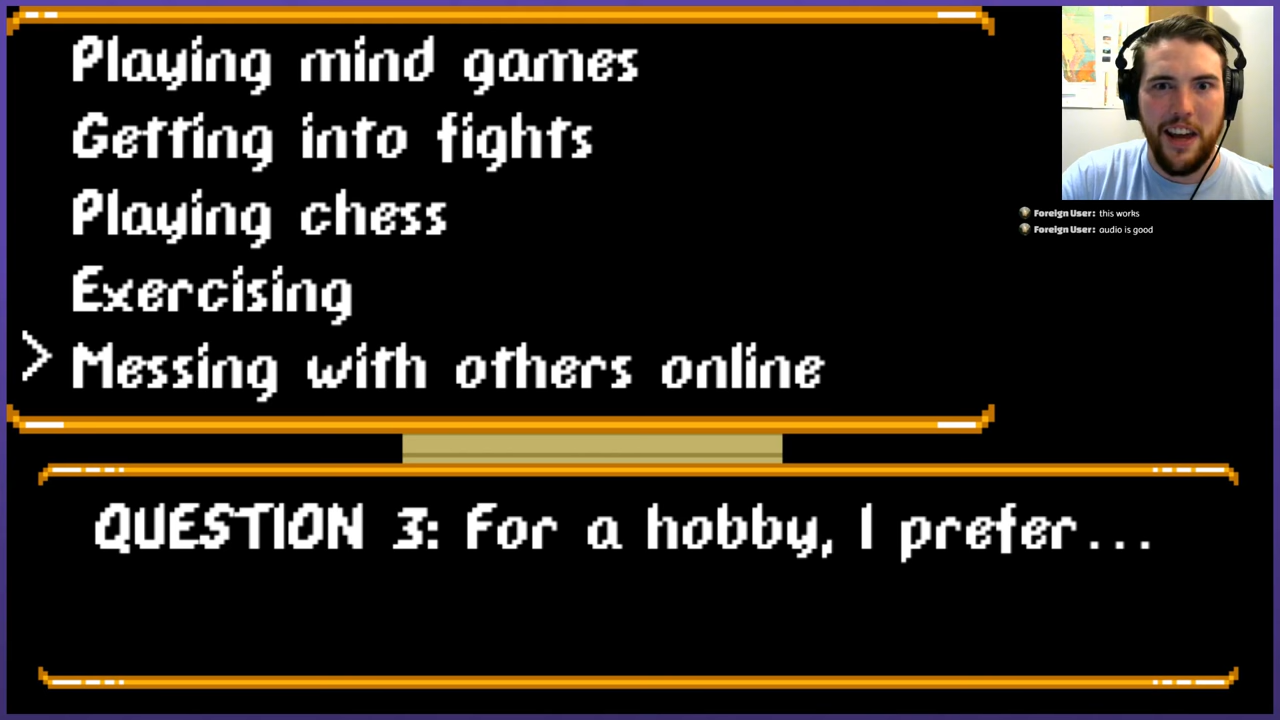 Playing mind games
Getting into fights
Playing chess
Exercising
> Messing with others online
Foreign User: this works
Foreign User: audio is good
QUESTION 3: For a hobby, I prefer...